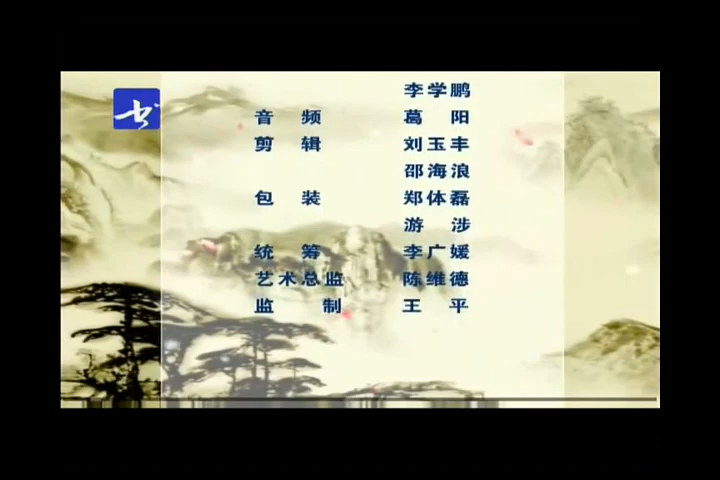 李学鹏
音频 葛阳
剪辑 刘玉丰
邵海浪
包装 郑体磊
游涉
统筹 李广媛
艺术总监 陈维德
监制 王平